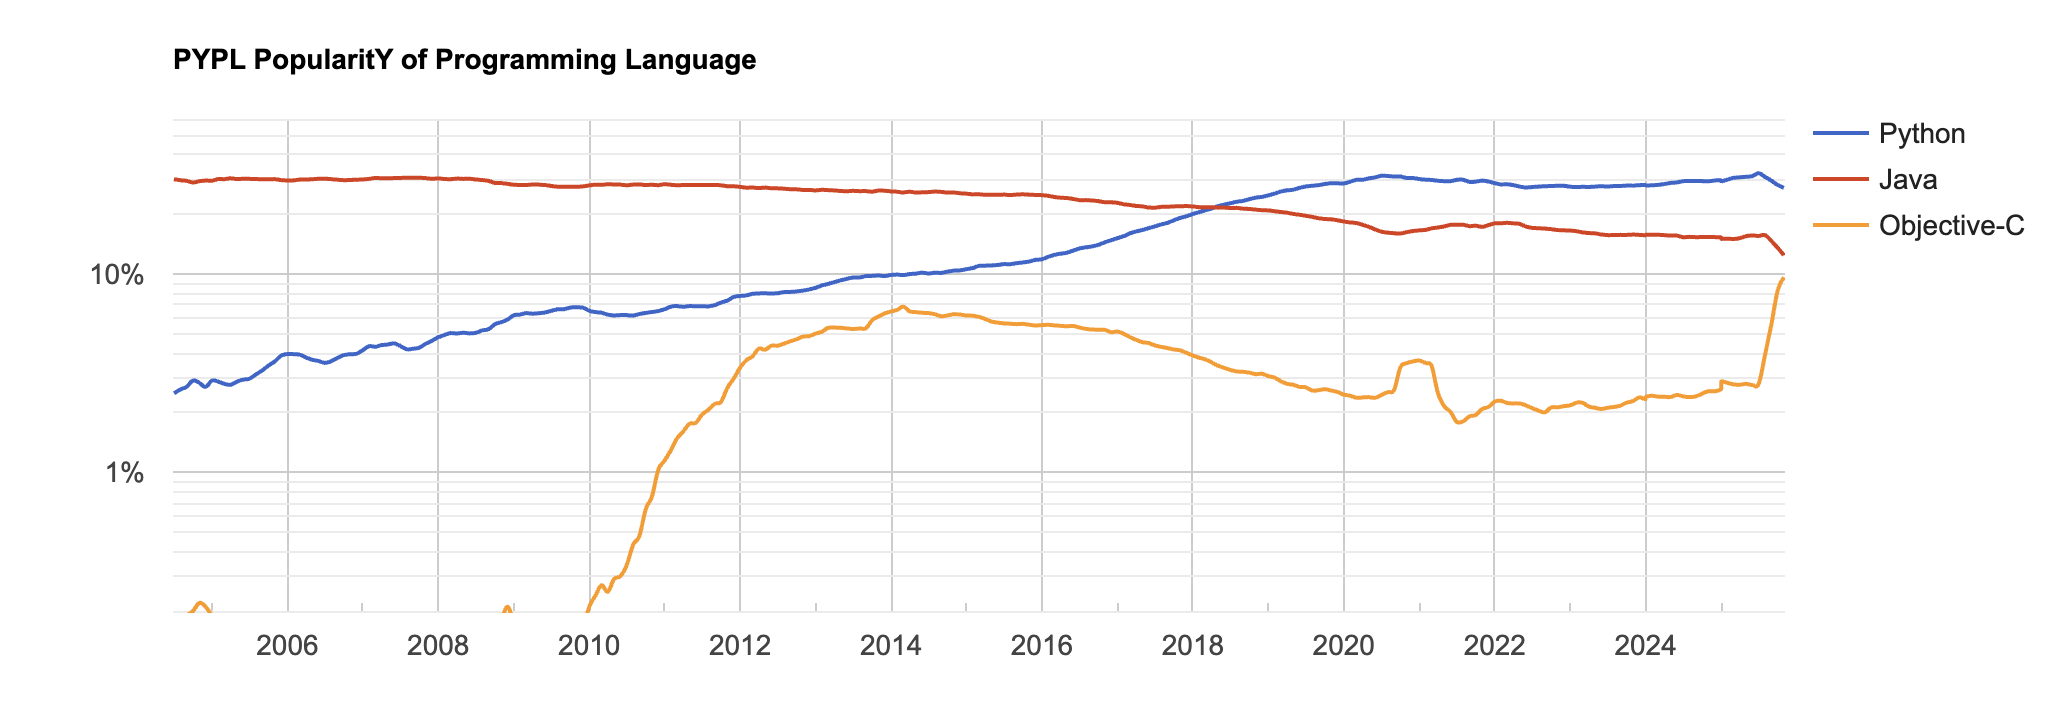 PYPL PopularitY of Programming Language
Python
Java
Objective-C
10%
1%
2006 2008 2010 2012 2014 2016 2018 2020 2022 2024